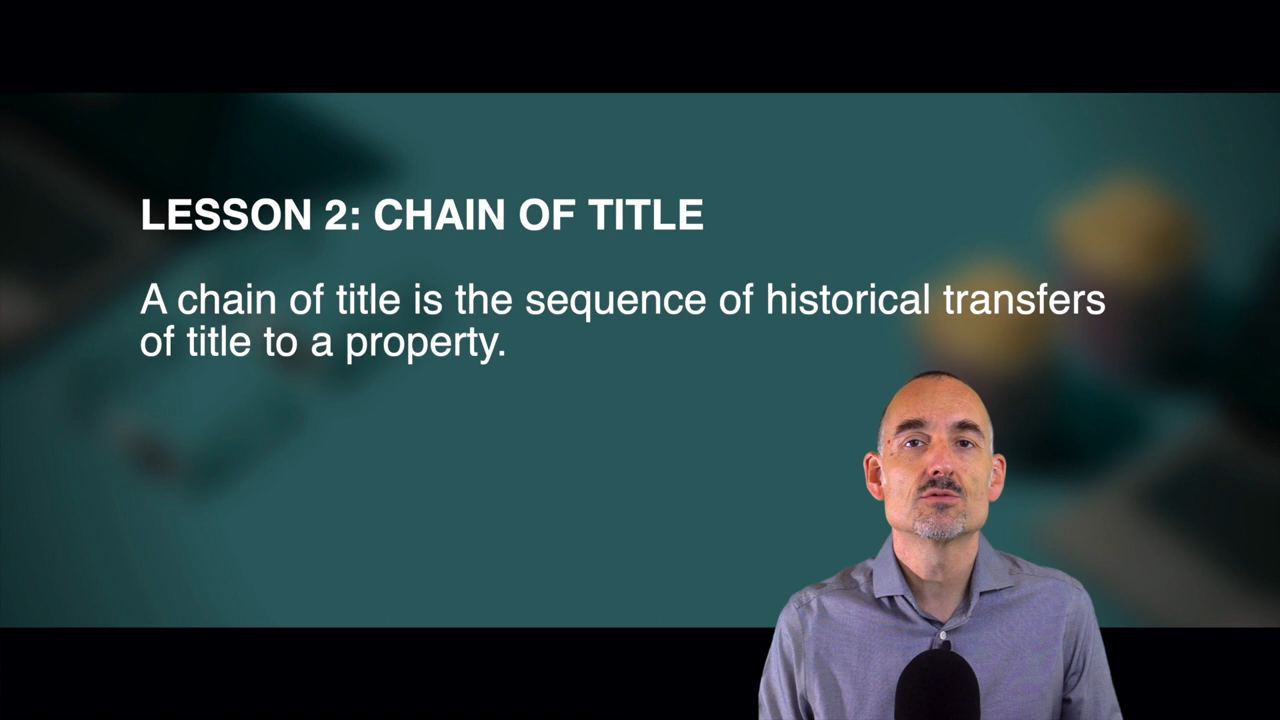 LESSON 2: CHAIN OF TITLE
A chain of title is the sequence of historical transfers
of title to a property.